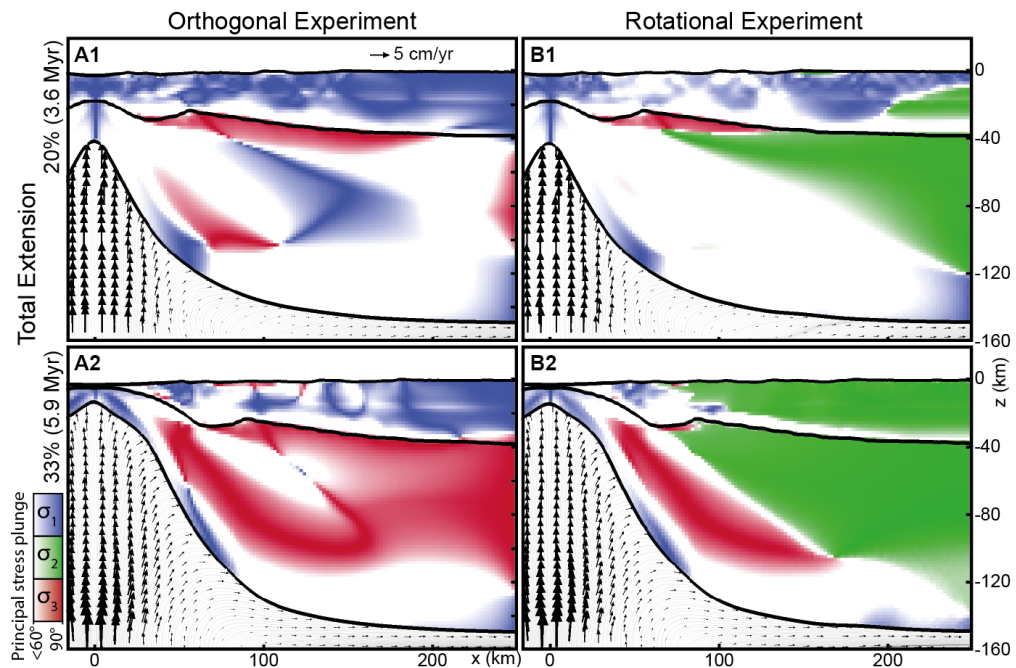 Orthogonal Experiment
Rotational Experiment
A1
5 cm/yr
B1
0
-40
-80
-120
-160
20% (3.6 Myr)
Total Extension
A2
B2
0
z (km)
-40
-80
-120
-160
33% (5.9 Myr)
Principal stress plunge
σ1
σ2
σ3
<60°
90°
0
100
x (km)
200
0
100
200